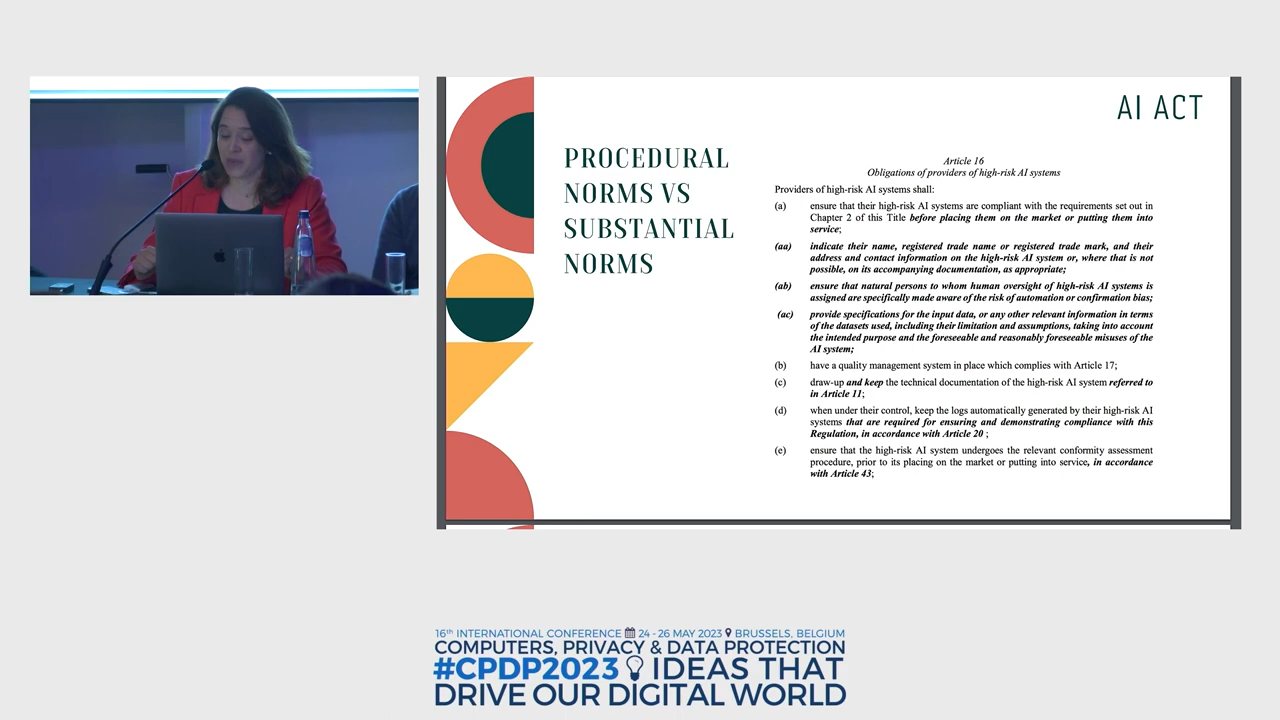 AI ACT
PROCEDURAL
NORMS VS
SUBSTANTIAL
NORMS
Article 16
Obligations of providers of high-risk AI systems
Providers of high-risk AI systems shall:
(a) ensure that their high-risk AI systems are compliant with the requirements set out in
Chapter 2 of this Title before placing them on the market or putting them into
service;
(aa) indicate their name, registered trade name or registered trade mark, and their
address and contact information on the high-risk AI system or, where that is not
possible, on its accompanying documentation, as appropriate;
(ab) ensure that natural persons to whom human oversight of high-risk AI systems is
assigned are specifically made aware of the risk of automation or confirmation bias;
(ac) provide specifications for the input data, or any other relevant information in terms
of the datasets used, including their limitation and assumptions, taking into account
the intended purpose and the foreseeable and reasonably foreseeable misuses of the
AI system;
(b) have a quality management system in place which complies with Article 17;
(c) draw-up and keep the technical documentation of the high-risk AI system referred to
in Article 11;
(d) when under their control, keep the logs automatically generated by their high-risk AI
systems that are required for ensuring and demonstrating compliance with this
Regulation, in accordance with Article 20 ;
(e) ensure that the high-risk AI system undergoes the relevant conformity assessment
procedure, prior to its placing on the market or putting into service, in accordance
with Article 43;
16th INTERNATIONAL CONFERENCE 24 - 26 MAY 2023 BRUSSELS, BELGIUM
COMPUTERS, PRIVACY & DATA PROTECTION
#CPDP2023 IDEAS THAT
DRIVE OUR DIGITAL WORLD